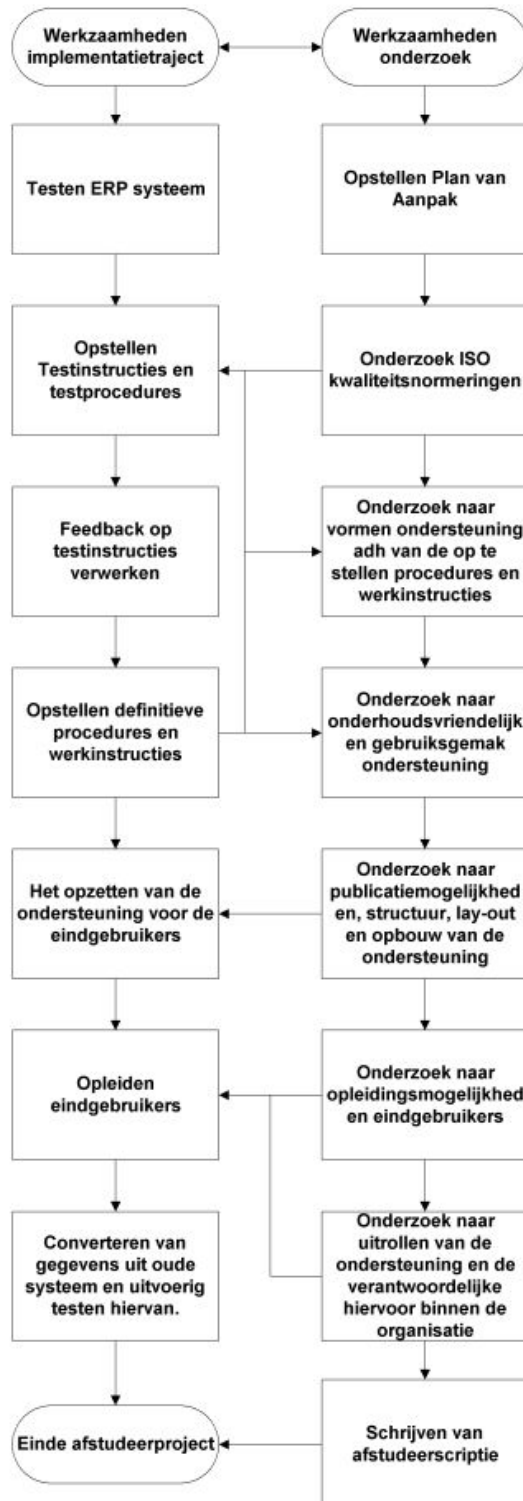 Werkzaamheden
implementatietraject
Werkzaamheden
onderzoek
Testen ERP systeem
Opstellen Plan van
Aanpak
Opstellen
Testinstructies en
testprocedures
Onderzoek ISO
kwaliteitsnormeringen
Feedback op
testinstructies
verwerken
Onderzoek naar
vormen ondersteuning
adh van de op te
stellen procedures en
werkinstructies
Opstellen definitieve
procedures en
werkinstructies
Onderzoek naar
onderhoudsvriendelijk
en gebruiksgemak
ondersteuning
Het opzetten van de
ondersteuning voor de
eindgebruikers
Onderzoek naar
publicatiemogelijkhed
en, structuur, lay-out
en opbouw van de
ondersteuning
Opleiden
eindgebruikers
Onderzoek naar
opleidingsmogelijkhed
en eindgebruikers
Converteren van
gegevens uit oude
systeem en uitvoerig
testen hiervan.
Onderzoek naar
uitrollen van de
ondersteuning en de
verantwoordelijke
hiervoor binnen de
organisatie
Einde afstudeerproject
Schrijven van
afstudeerscriptie